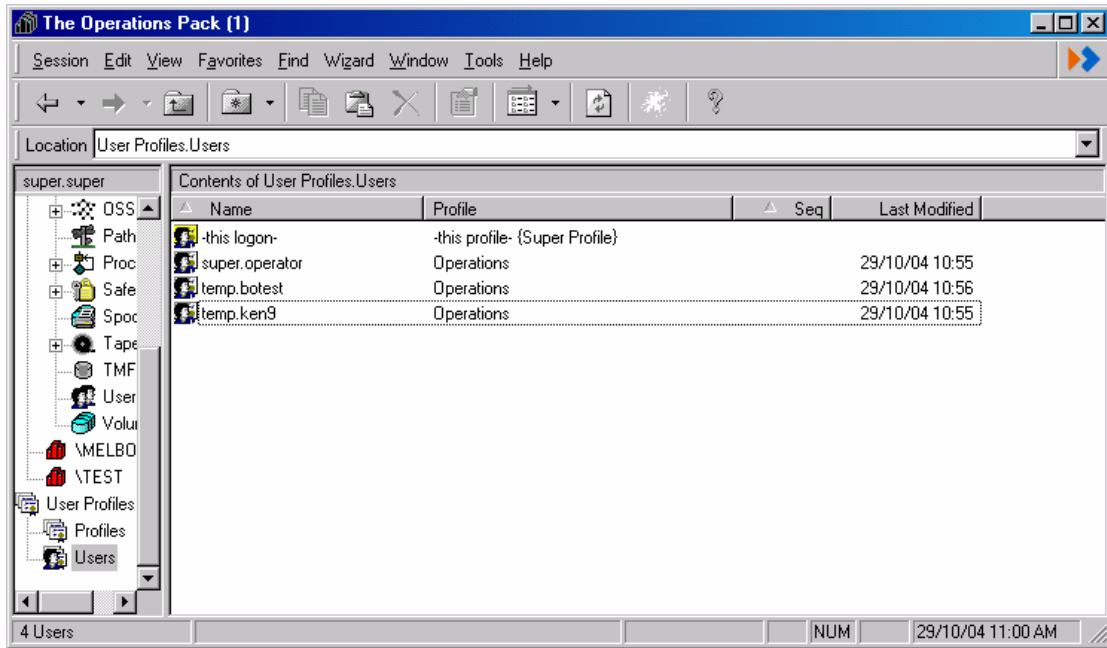 The Operations Pack (1)
Session Edit View Favorites Find Wizard Window Tools Help
Location User Profiles.Users
super.super
Contents of User Profiles.Users
Name Profile Seq Last Modified
-this logon- -this profile- {Super Profile}
super.operator Operations 29/10/04 10:55
temp.botest Operations 29/10/04 10:56
temp.ken9 Operations 29/10/04 10:55
OSS
Path
Proc
Safe
Spoc
Tape
TMF
User
Volu
\MELBO
\TEST
User Profiles
Profiles
Users
4 Users NUM 29/10/04 11:00 AM